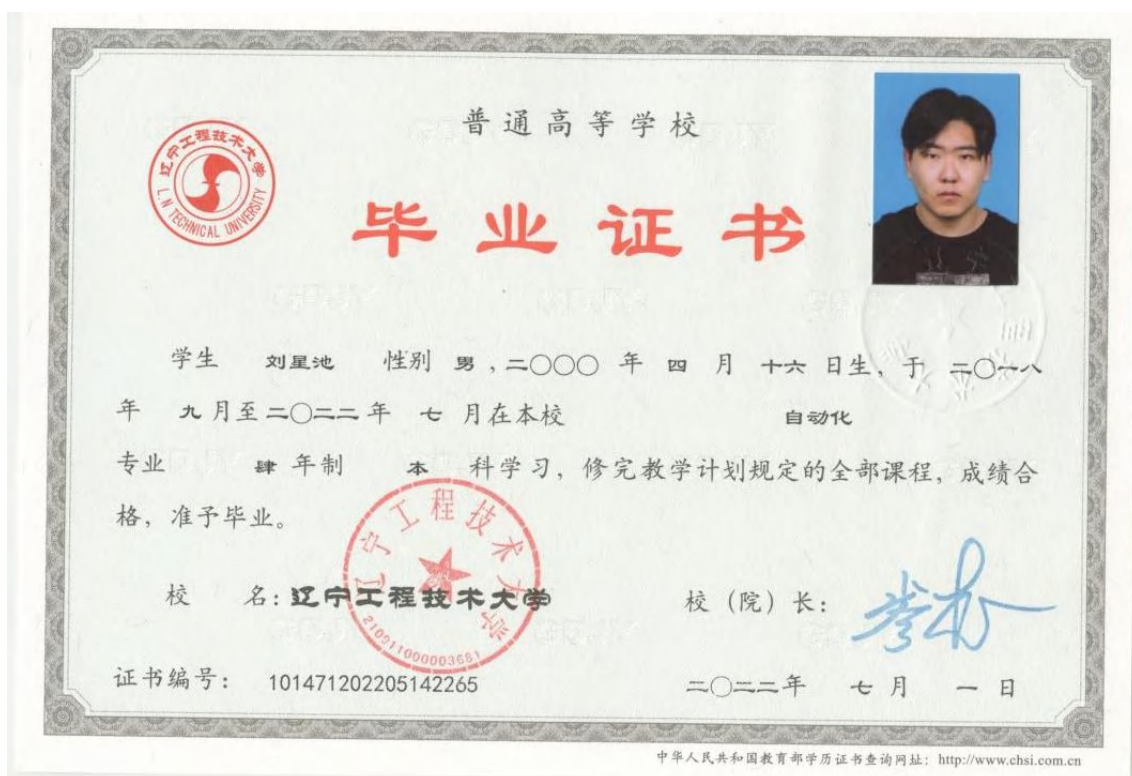 辽宁工程技术大学
L.N TECHNICAL UNIVERSITY
普通高等学校
毕业证书
学生 刘星池 性别 男，二〇〇〇 年 四 月 十六 日生，于 二〇一八
年 九 月至 二〇二二 年 七 月在本校 自动化
专业 肆 年制 本 科学习，修完教学计划规定的全部课程，成绩合
格，准予毕业。
辽宁工程技术大学
210911000003681
校 名：辽宁工程技术大学 校（院）长：
证书编号： 101471202205142265 二〇二二年 七 月 一 日
中华人民共和国教育部学历证书查询网址：http://www.chsi.com.cn